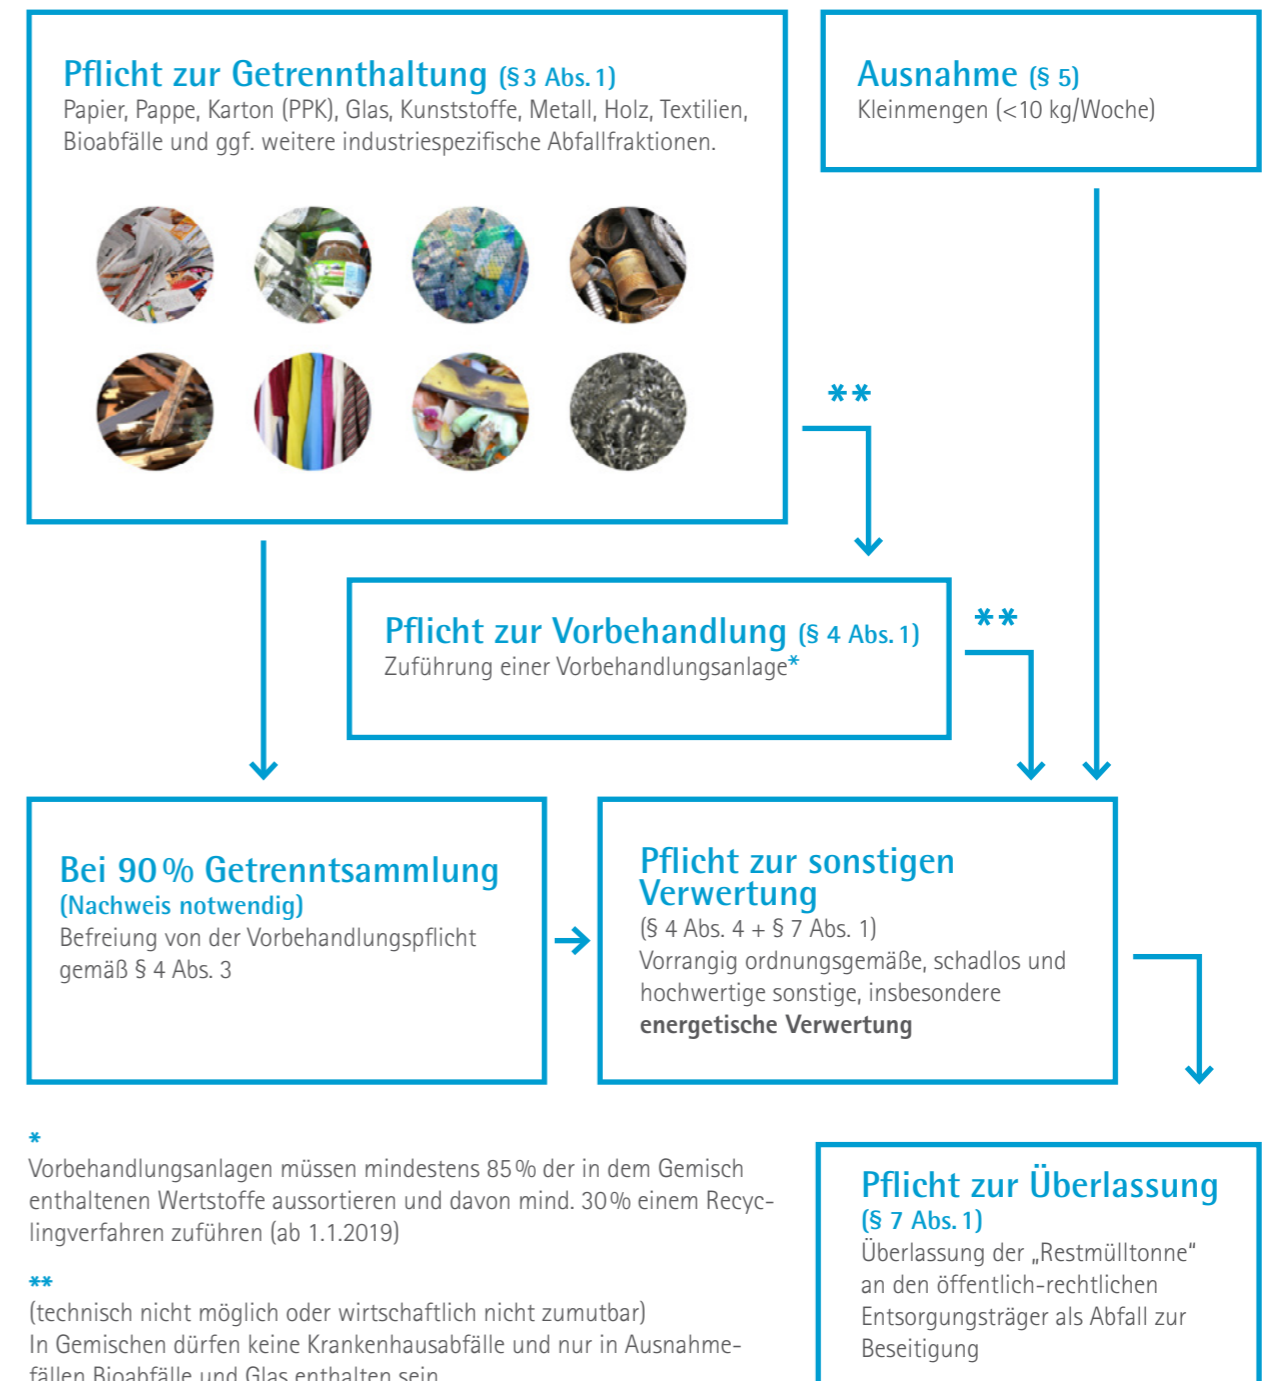 Pflicht zur Getrennthaltung (§ 3 Abs. 1)
Papier, Pappe, Karton (PPK), Glas, Kunststoffe, Metall, Holz, Textilien,
Bioabfälle und ggf. weitere industriespezifische Abfallfraktionen.
Ausnahme (§ 5)
Kleinmengen (<10 kg/Woche)
**
Pflicht zur Vorbehandlung (§ 4 Abs. 1)
Zuführung einer Vorbehandlungsanlage*
**
Bei 90 % Getrenntsammlung
(Nachweis notwendig)
Befreiung von der Vorbehandlungspflicht
gemäß § 4 Abs. 3
Pflicht zur sonstigen
Verwertung
(§ 4 Abs. 4 + § 7 Abs. 1)
Vorrangig ordnungsgemäße, schadlos und
hochwertige sonstige, insbesondere
energetische Verwertung
*
Vorbehandlungsanlagen müssen mindestens 85 % der in dem Gemisch
enthaltenen Wertstoffe aussortieren und davon mind. 30 % einem Recyc-
lingverfahren zuführen (ab 1.1.2019)
**
(technisch nicht möglich oder wirtschaftlich nicht zumutbar)
In Gemischen dürfen keine Krankenhausabfälle und nur in Ausnahme-
fällen Bioabfälle und Glas enthalten sein
Pflicht zur Überlassung
(§ 7 Abs. 1)
Überlassung der „Restmülltonne"
an den öffentlich-rechtlichen
Entsorgungsträger als Abfall zur
Beseitigung